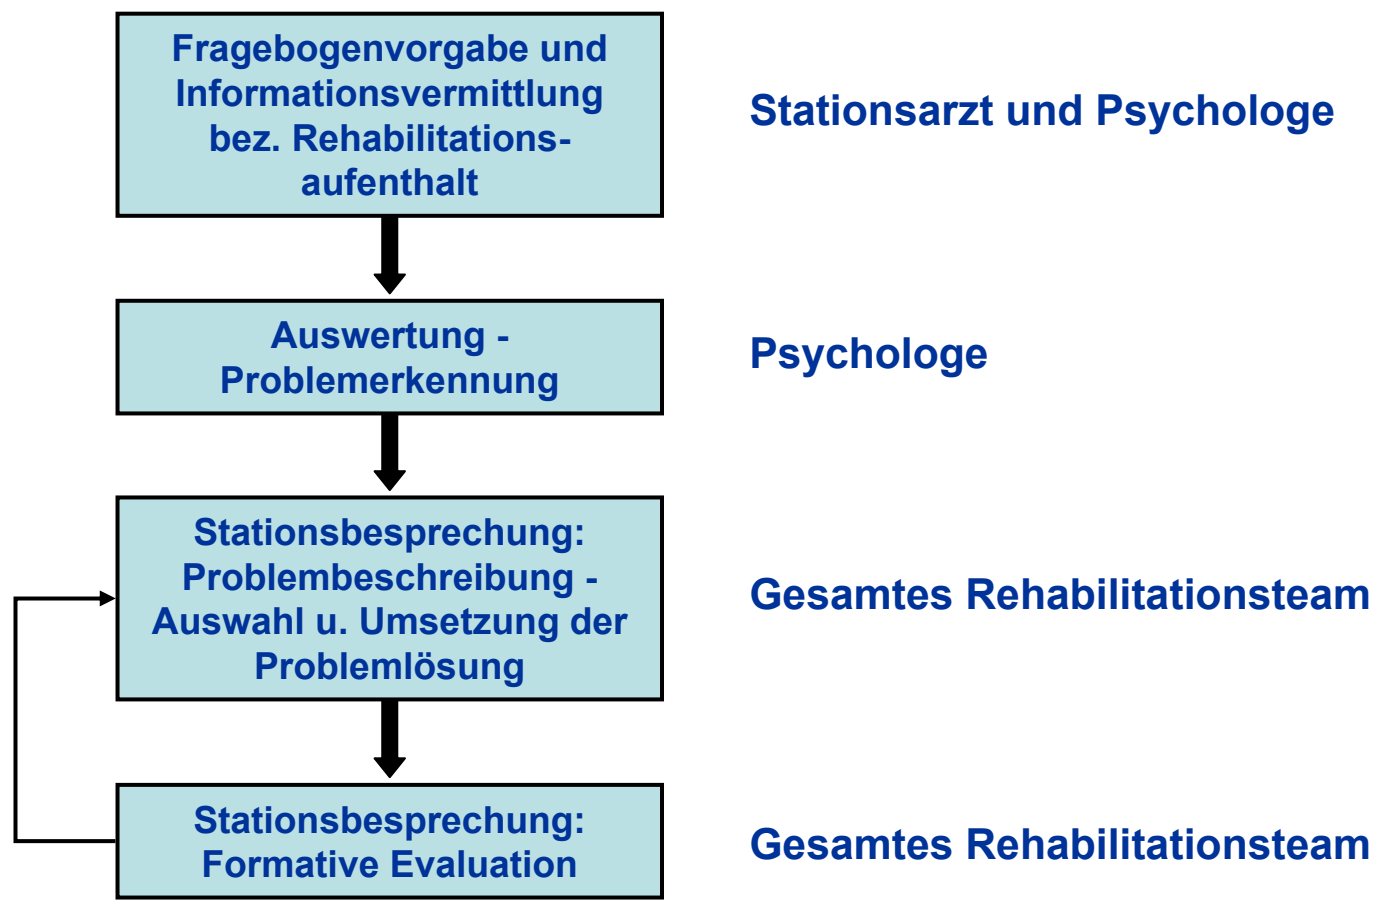 Fragebogenvorgabe und
Informationsvermittlung
bez. Rehabilitations-
aufenthalt
Stationsarzt und Psychologe
Auswertung -
Problemerkennung
Psychologe
Stationsbesprechung:
Problembeschreibung -
Auswahl u. Umsetzung der
Problemlösung
Gesamtes Rehabilitationsteam
Stationsbesprechung:
Formative Evaluation
Gesamtes Rehabilitationsteam